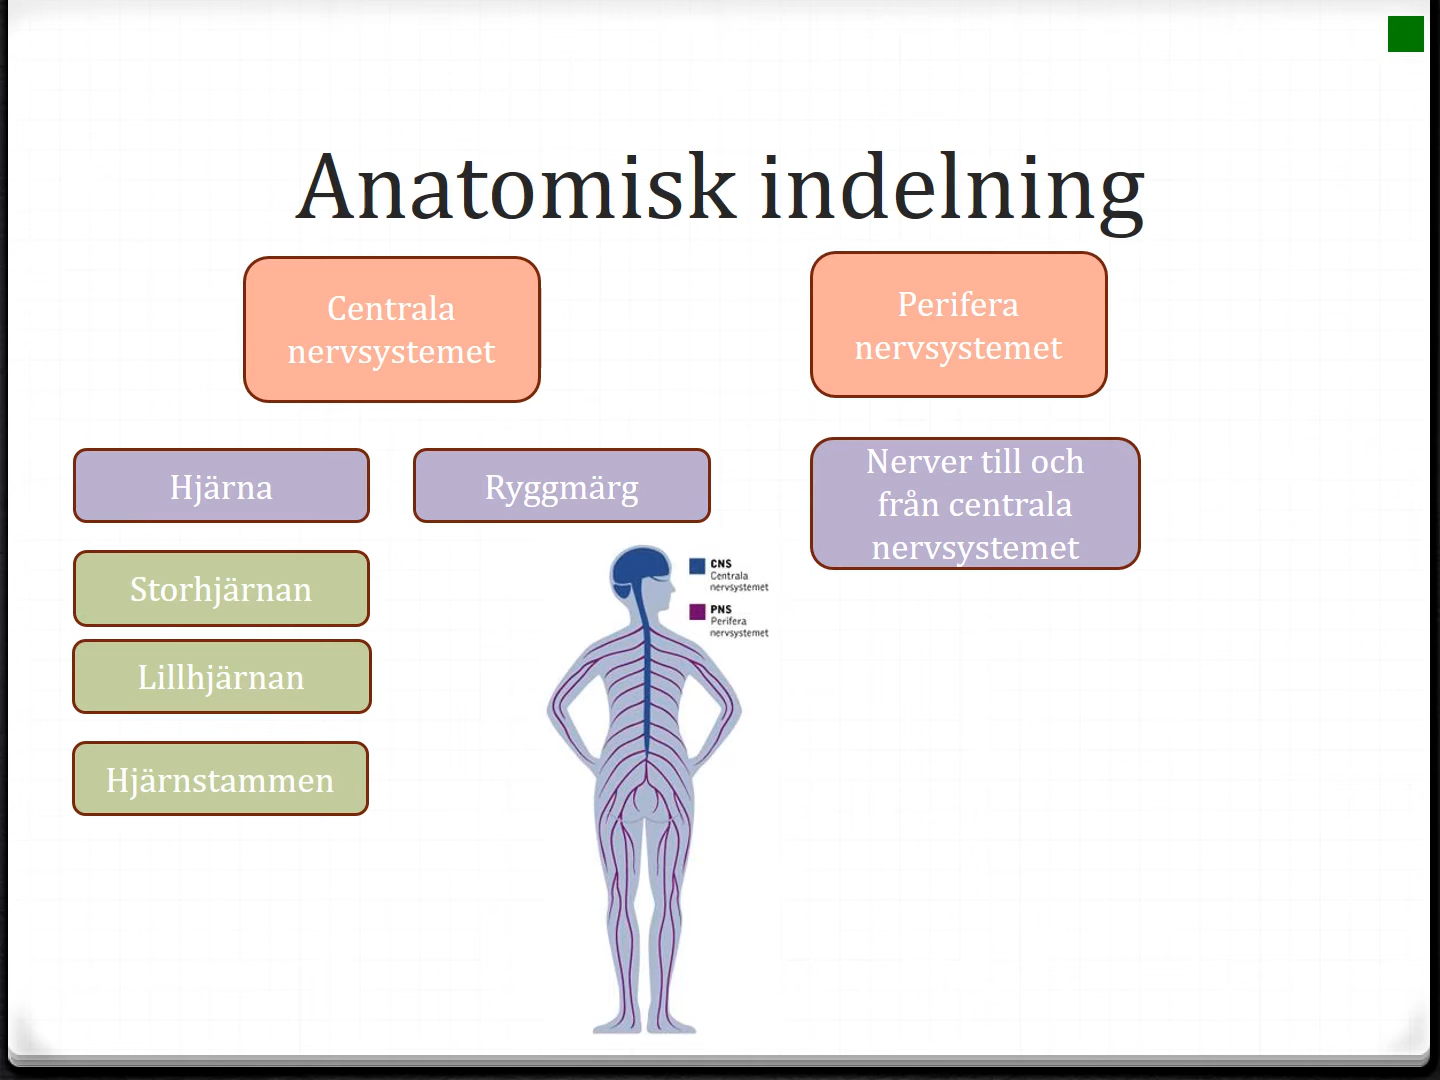 Anatomisk indelning
Centrala
nervsystemet
Perifera
nervsystemet
Hjärna
Ryggmärg
Nerver till och
från centrala
nervsystemet
Storhjärnan
Lillhjärnan
Hjärnstammen
CNS
Centrala
nervsystemet
PNS
Perifera
nervsystemet